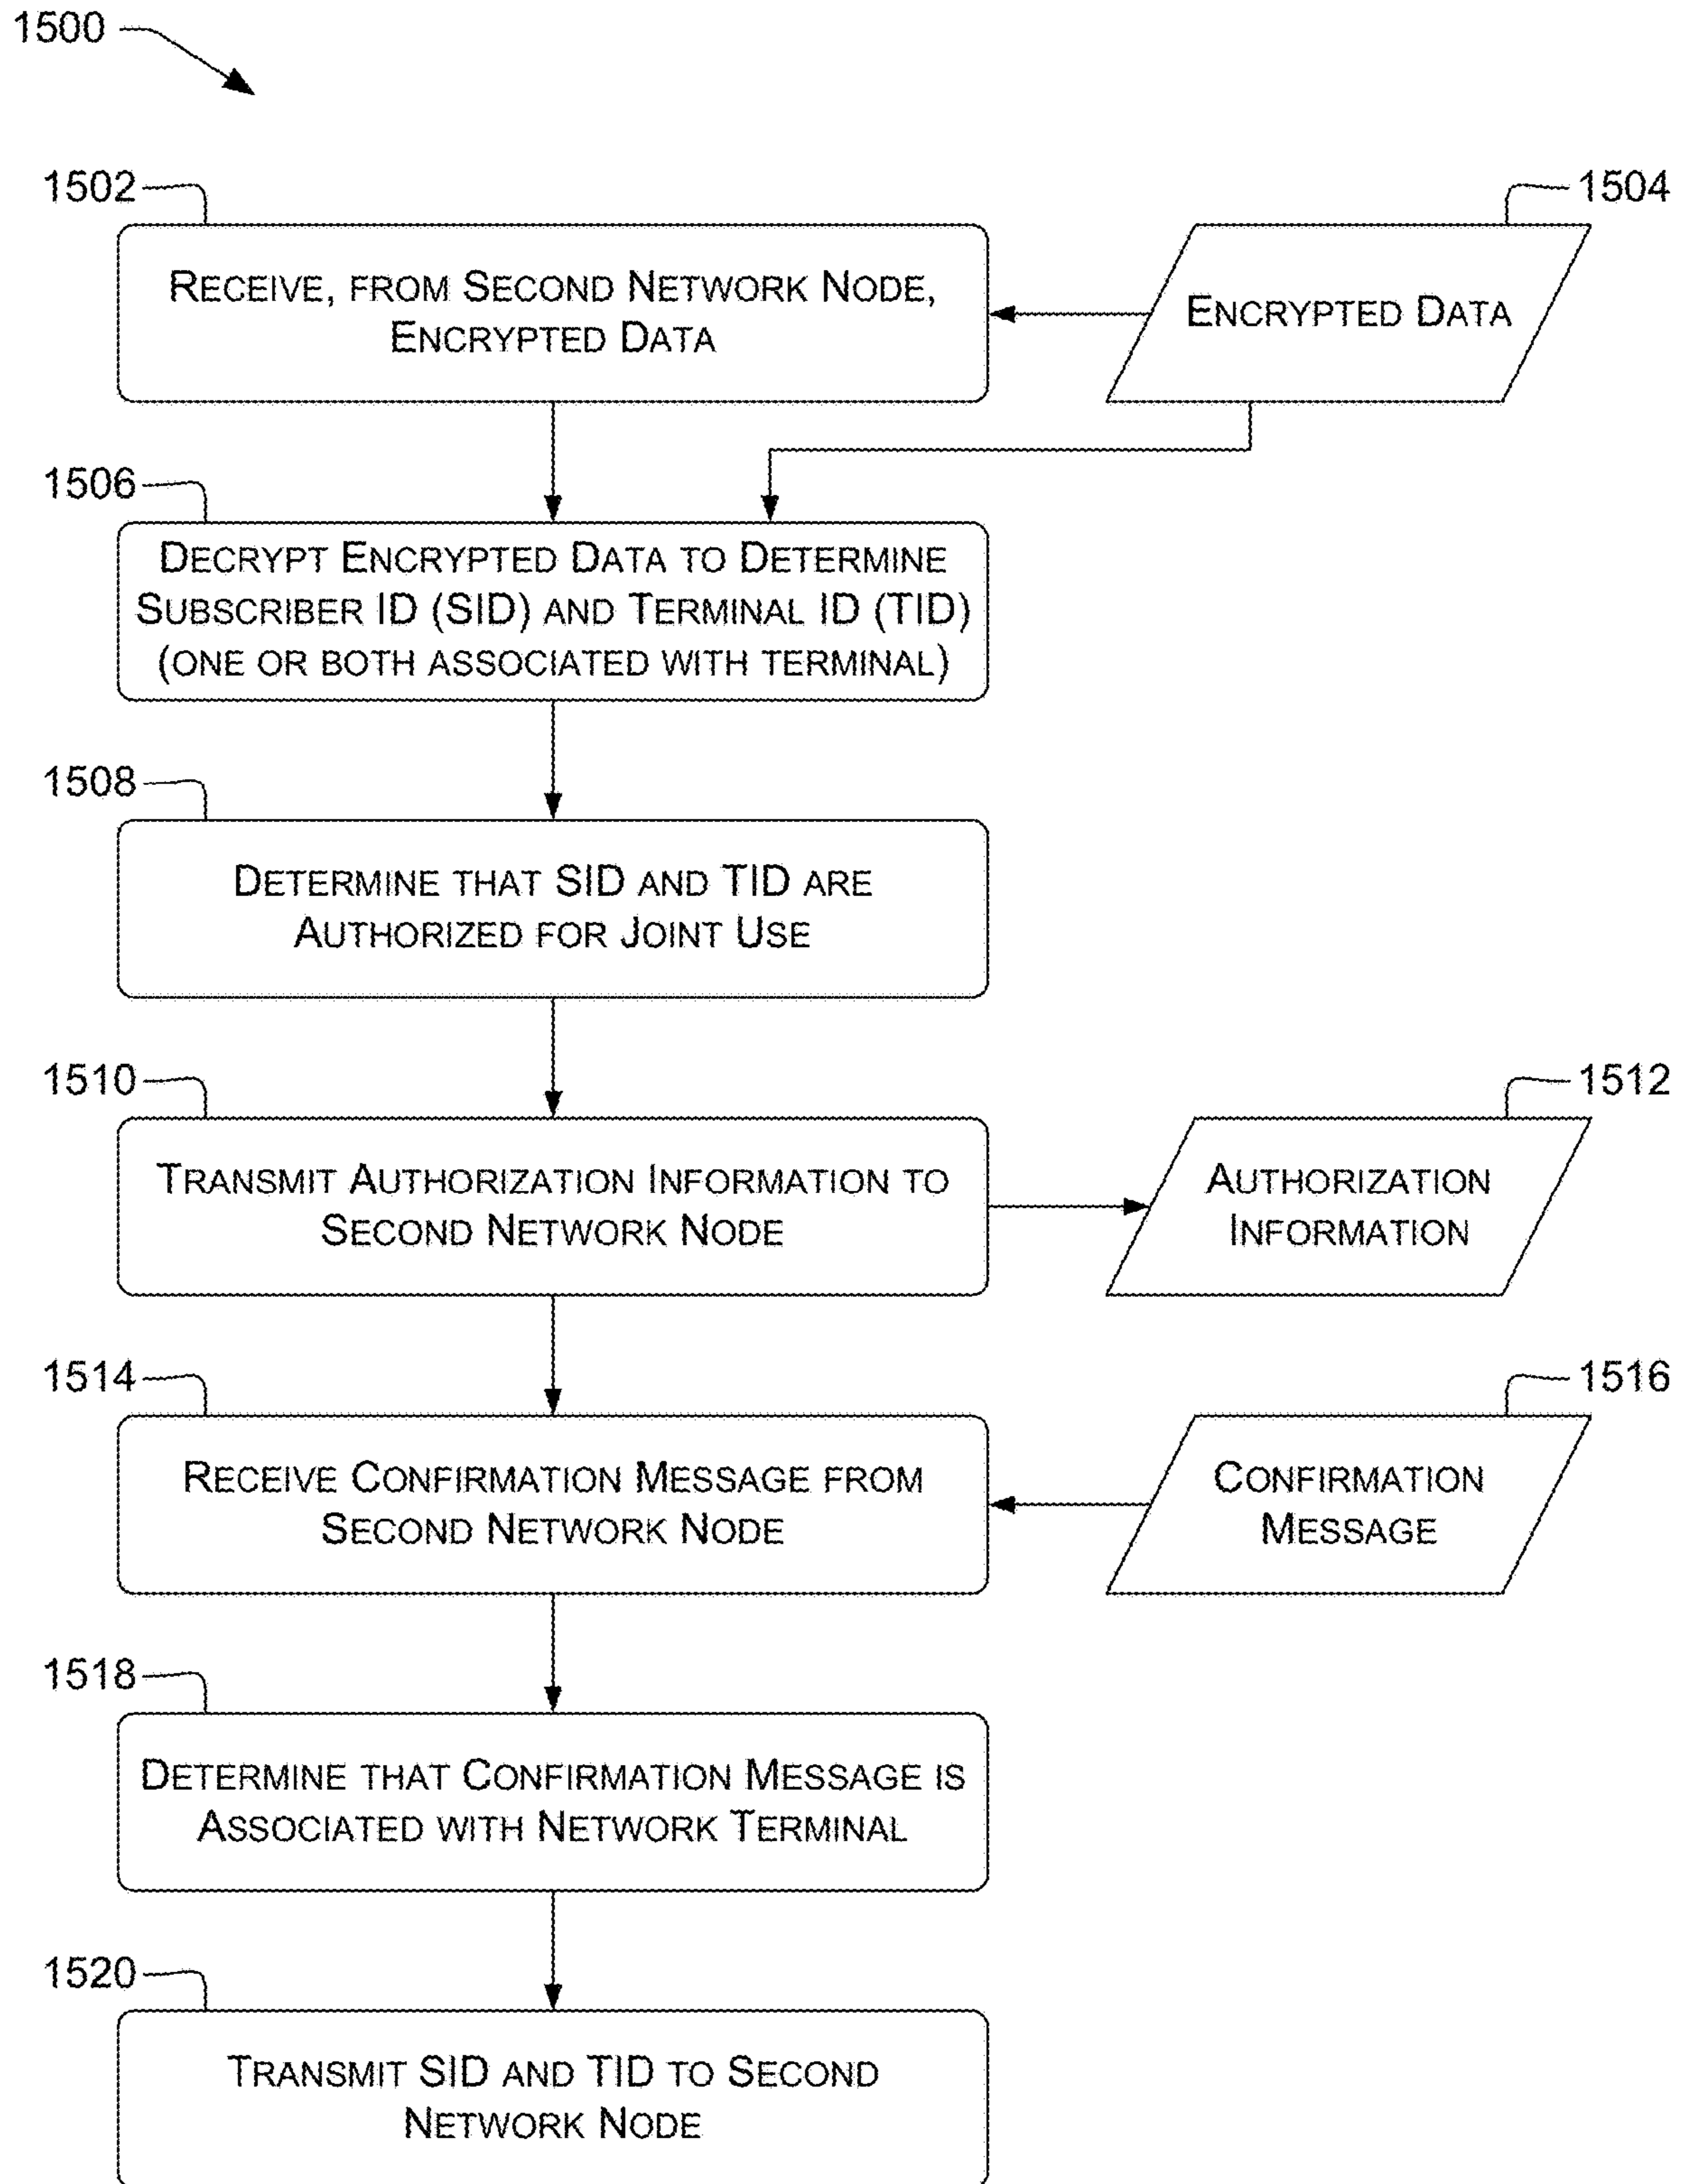 1500
1502
1504
RECEIVE, FROM SECOND NETWORK NODE,
ENCRYPTED DATA
ENCRYPTED DATA
1506
DECRYPT ENCRYPTED DATA TO DETERMINE
SUBSCRIBER ID (SID) AND TERMINAL ID (TID)
(ONE OR BOTH ASSOCIATED WITH TERMINAL)
1508
DETERMINE THAT SID AND TID ARE
AUTHORIZED FOR JOINT USE
1510
1512
TRANSMIT AUTHORIZATION INFORMATION TO
SECOND NETWORK NODE
AUTHORIZATION
INFORMATION
1514
1516
RECEIVE CONFIRMATION MESSAGE FROM
SECOND NETWORK NODE
CONFIRMATION
MESSAGE
1518
DETERMINE THAT CONFIRMATION MESSAGE IS
ASSOCIATED WITH NETWORK TERMINAL
1520
TRANSMIT SID AND TID TO SECOND
NETWORK NODE